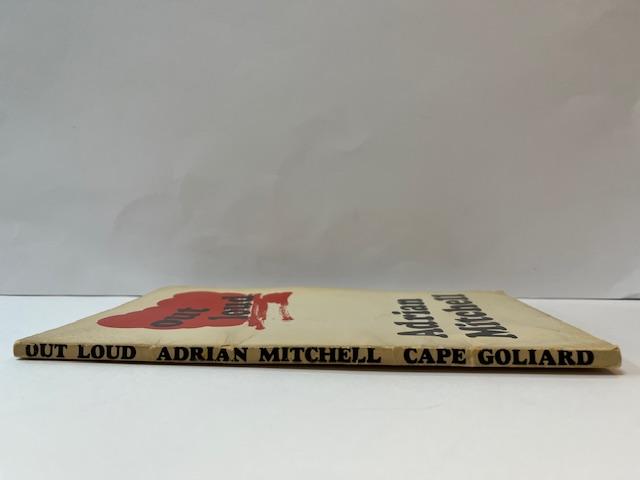 Out
Loud
Adrian
Mitchell
OUT LOUD ADRIAN MITCHELL CAPE GOLIARD